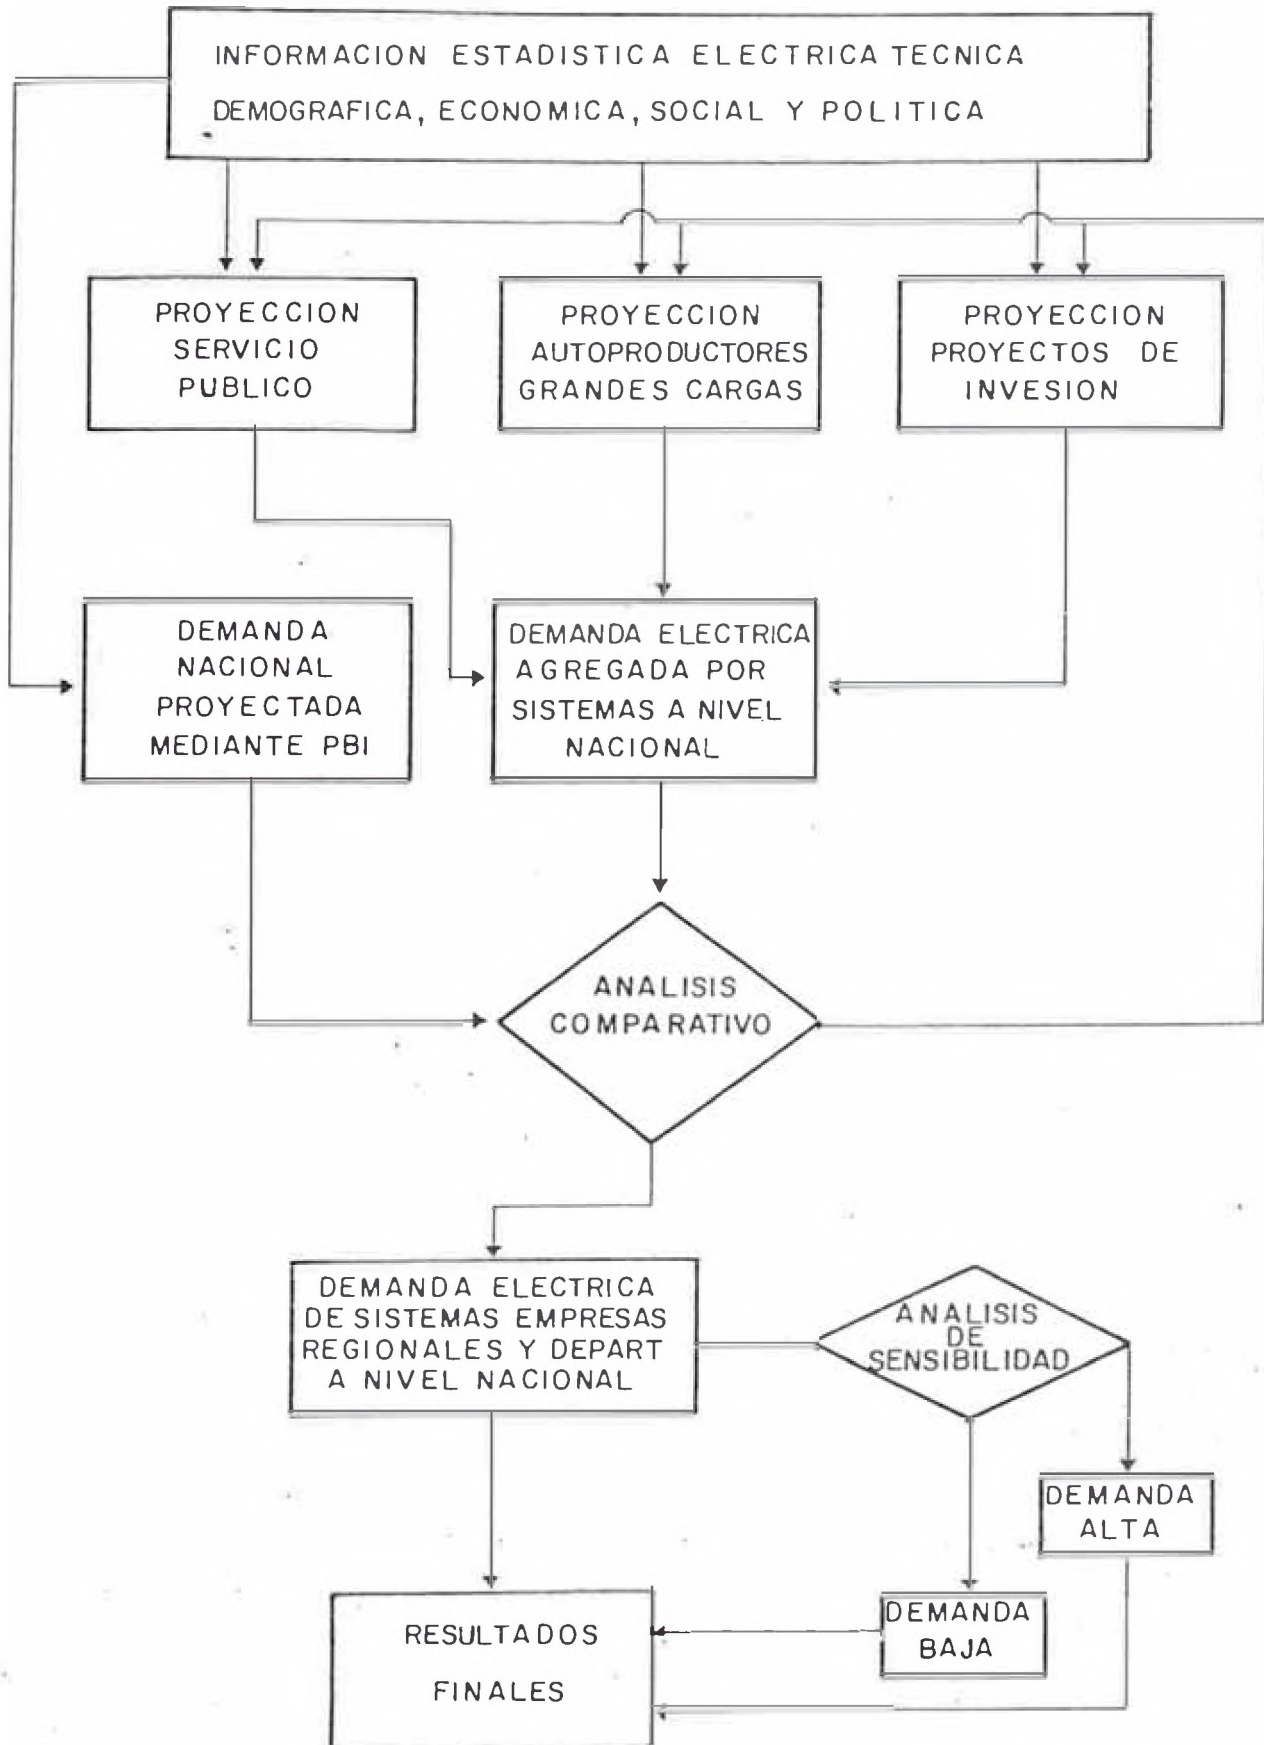 INFORMACION ESTADISTICA ELECTRICA TECNICA
DEMOGRAFICA, ECONOMICA, SOCIAL Y POLITICA
PROYECCION
SERVICIO
PUBLICO
PROYECCION
AUTOPRODUCTORES
GRANDES CARGAS
PROYECCION
PROYECTOS DE
INVESION
DEMANDA
NACIONAL
PROYECTADA
MEDIANTE PBI
DEMANDA ELECTRICA
AGREGADA POR
SISTEMAS A NIVEL
NACIONAL
ANALISIS
COMPARATIVO
DEMANDA ELECTRICA
DE SISTEMAS EMPRESAS
REGIONALES Y DEPART
A NIVEL NACIONAL
ANALISIS
DE
SENSIBILIDAD
DEMANDA
ALTA
DEMANDA
BAJA
RESULTADOS
FINALES